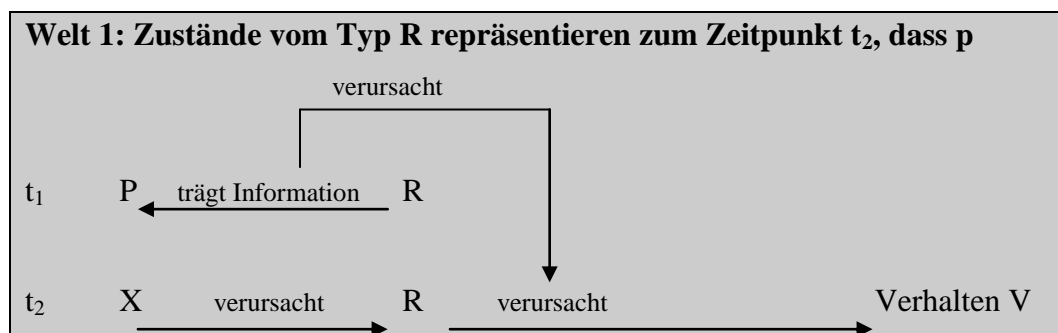 Welt 1: Zustände vom Typ R repräsentieren zum Zeitpunkt t₂, dass p
verursacht
t₁ P trägt Information R
t₂ X verursacht R verursacht Verhalten V